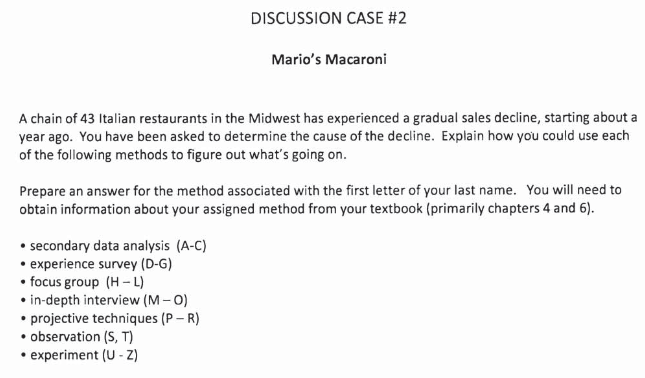 DISCUSSION CASE #2
Mario's Macaroni
A chain of 43 Italian restaurants in the Midwest has experienced a gradual sales decline, starting about a
year ago. You have been asked to determine the cause of the decline. Explain how you could use each
of the following methods to figure out what's going on.
Prepare an answer for the method associated with the first letter of your last name. You will need to
obtain information about your assigned method from your textbook (primarily chapters 4 and 6).
• secondary data analysis (A-C)
• experience survey (D-G)
• focus group (H – L)
• in-depth interview (M – O)
• projective techniques (P – R)
• observation (S, T)
• experiment (U - Z)